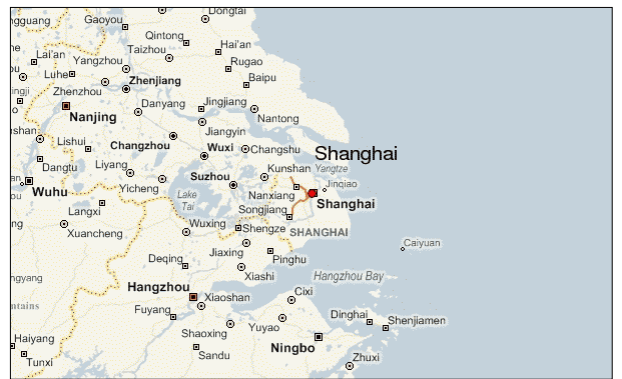 Dongtai
Gaoyou
Qintong
Hai'an
Taizhou
Lai'an
Yangzhou
Rugao
Luhe
Zhenjiang
Baipu
Zhenzhou
Danyang
Jingjiang
Nanjing
Nantong
Jiangyin
Lishui
Changzhou
Wuxi
Changshu
Shanghai
Dangtu
Liyang
Suzhou
Kunshan
Yangtze
Jinqiao
Wuhu
Yicheng
Lake
Tai
Nanxiang
Shanghai
Langxi
Songjiang
Xuancheng
Wuxing
Shengze
SHANGHAI
Jiaxing
Caiyuan
Deqing
Pinghu
Xiashi
Hangzhou Bay
Hangzhou
Xiaoshan
Cixi
Fuyang
Dinghai
Shenjiamen
Shaoxing
Yuyao
Haiyang
Sandu
Ningbo
Tunxi
Zhuxi